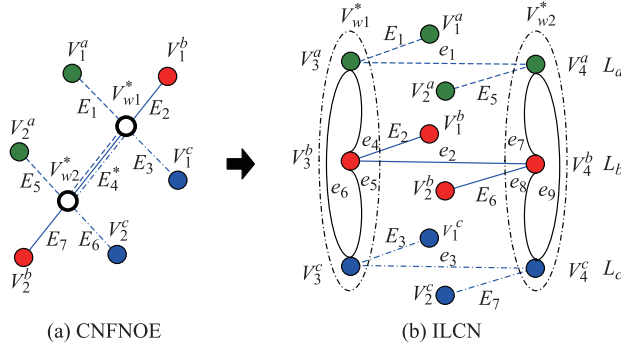 V_1^a
V_1^b
V_{w1}^*
E_1
E_2
V_2^a
V_{w2}^*
E_3
V_1^c
E_5
E_4^*
E_7
E_6
V_2^b
V_2^c
(a) CNFNOE
V_{w1}^*
V_1^a
V_{w2}^*
E_1
e_1
V_3^a
V_4^a
L_a
V_2^a
E_5
V_1^b
e_4
E_2
e_7
V_3^b
e_2
V_4^b
L_b
e_6
e_5
V_2^b
E_6
e_8
e_9
V_1^c
E_3
e_3
V_3^c
V_4^c
L_c
V_2^c
E_7
(b) ILCN